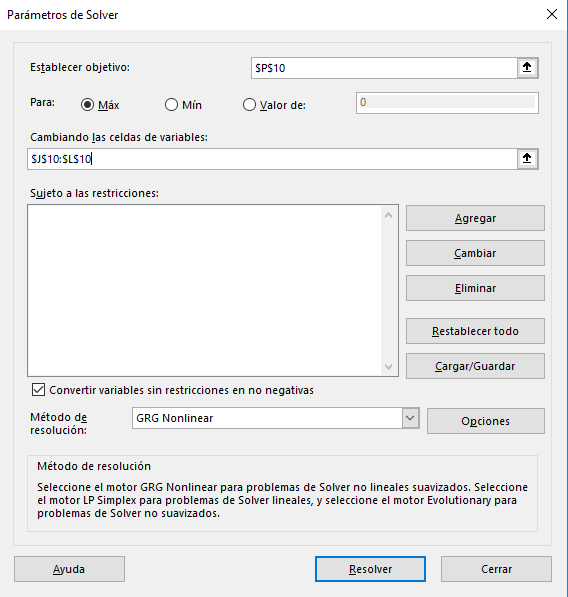 Parámetros de Solver
Establecer objetivo:
$P$10
Para:
Máx
Mín
Valor de:
0
Cambiando las celdas de variables:
$J$10:$L$10
Sujeto a las restricciones:
Agregar
Cambiar
Eliminar
Restablecer todo
Cargar/Guardar
Convertir variables sin restricciones en no negativas
Método de
resolución:
GRG Nonlinear
Opciones
Método de resolución
Seleccione el motor GRG Nonlinear para problemas de Solver no lineales suavizados. Seleccione
el motor LP Simplex para problemas de Solver lineales, y seleccione el motor Evolutionary para
problemas de Solver no suavizados.
Ayuda
Resolver
Cerrar